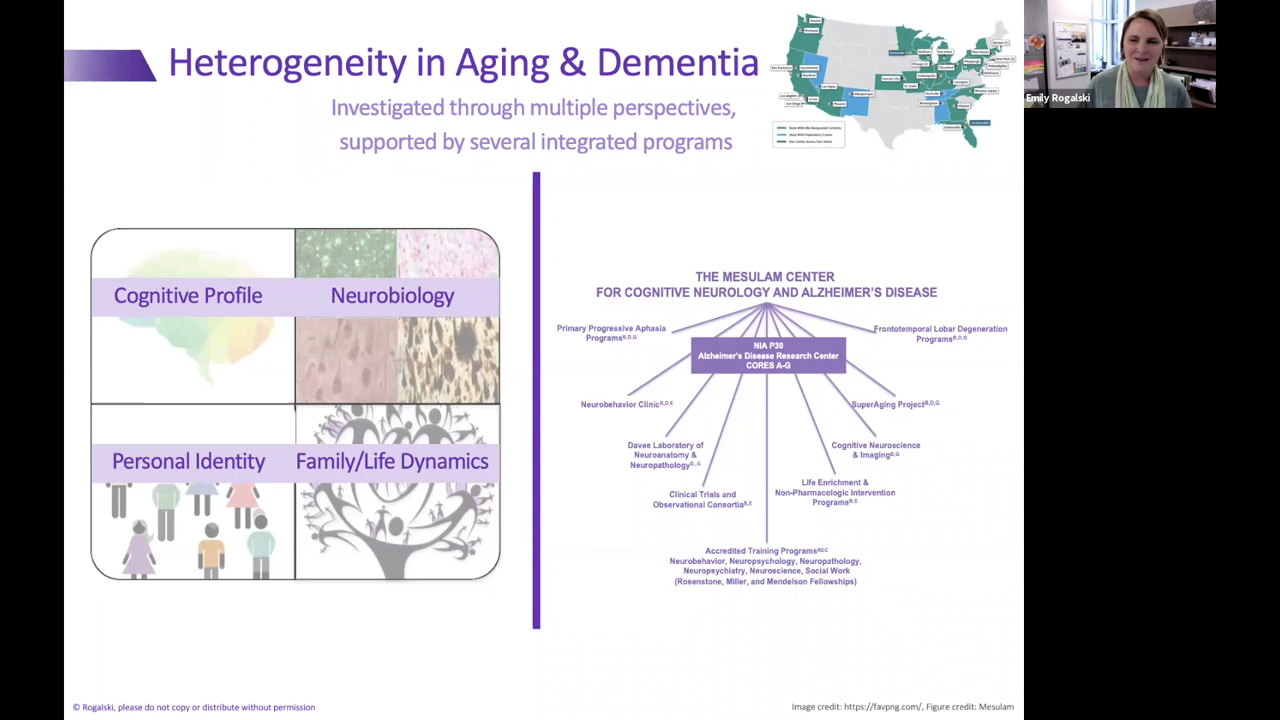 Heterogeneity in Aging & Dementia
Investigated through multiple perspectives,
supported by several integrated programs
Emily Rogalski
Cognitive Profile
Neurobiology
Personal Identity
Family/Life Dynamics
THE MESULAM CENTER
FOR COGNITIVE NEUROLOGY AND ALZHEIMER'S DISEASE
Primary Progressive Aphasia
Programs B,D,G
Frontotemporal Lobar Degeneration
Programs B,D,G
NIA P30
Alzheimer's Disease Research Center
CORES A-G
Neurobehavior Clinic B,D,E
SuperAging Project B,D,G
Davee Laboratory of
Neuroanatomy &
Neuropathology
Cognitive Neuroscience
& Imaging B,G
Clinical Trials and
Observational Consortia B,E
Life Enrichment &
Non-Pharmacologic Intervention
Programs B,E
Accredited Training Programs REC
Neurobehavior, Neuropsychology, Neuropathology,
Neuropsychiatry, Neuroscience, Social Work
(Rosenstone, Miller, and Mendelson Fellowships)
© Rogalski, please do not copy or distribute without permission
Image credit: https://favpng.com/, Figure credit: Mesulam